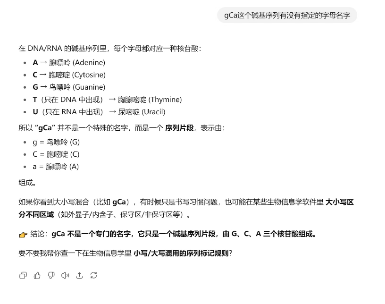 gCa这个碱基序列有没有指定的字母名字
在 DNA/RNA 的碱基序列里，每个字母都对应一种核苷酸：
• A → 腺嘌呤 (Adenine)
• C → 胞嘧啶 (Cytosine)
• G → 鸟嘌呤 (Guanine)
• T（只在 DNA 中出现） → 胸腺嘧啶 (Thymine)
• U（只在 RNA 中出现） → 尿嘧啶 (Uracil)
所以 "gCa" 并不是一个特殊的名字，而是一个 序列片段，表示由：
• g = 鸟嘌呤 (G)
• C = 胞嘧啶 (C)
• a = 腺嘌呤 (A)
组成。
如果你看到大小写混合（比如 gCa），有时候只是书写习惯问题，也可能在某些生物信息学软件里 大小写区
分不同区域（如外显子/内含子、保守区/非保守区等）。
👉 结论：gCa 不是一个专门的名字，它只是一个碱基序列片段，由 G、C、A 三个核苷酸组成。
要不要我帮你查一下在生物信息学里 小写/大写混用的序列标记规则？